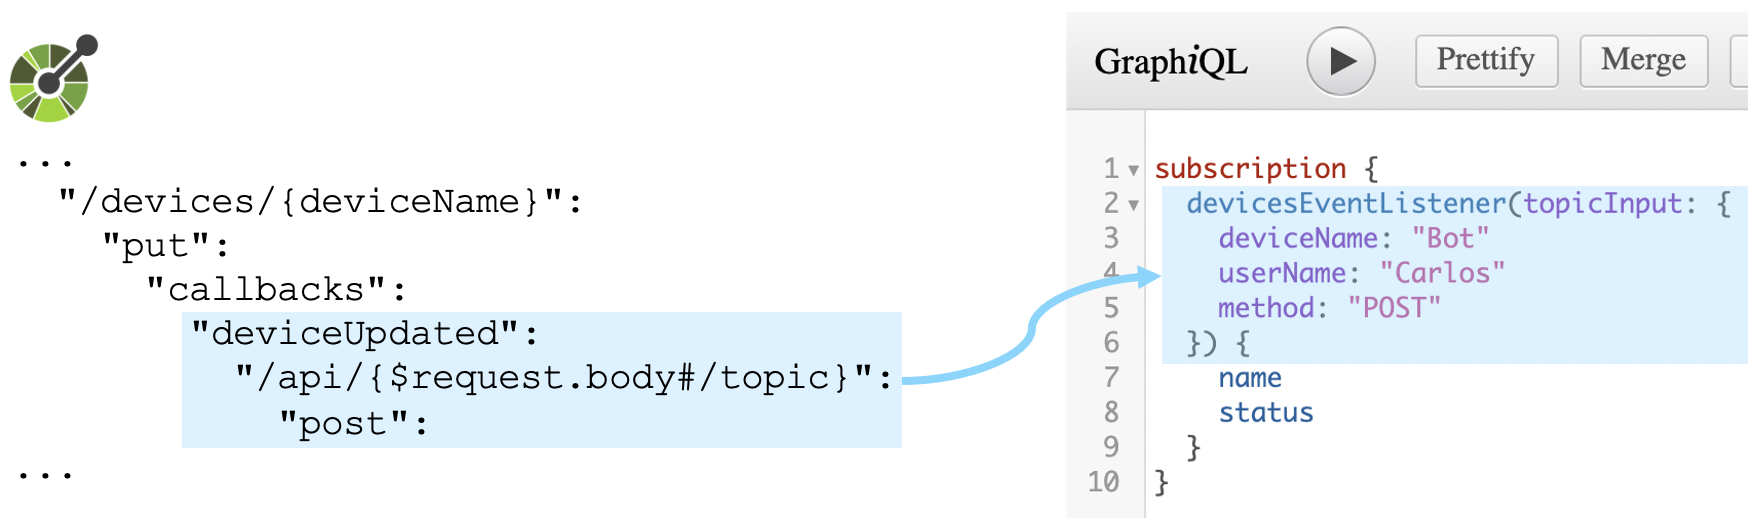 ...
"/devices/{deviceName}":
"put":
"callbacks":
"deviceUpdated":
"/api/{$request.body#/topic}":
"post":
...
GraphiQL
Prettify
Merge
1 subscription {
2 devicesEventListener(topicInput: {
3 deviceName: "Bot"
4 userName: "Carlos"
5 method: "POST"
6 }) {
7 name
8 status
9 }
10 }